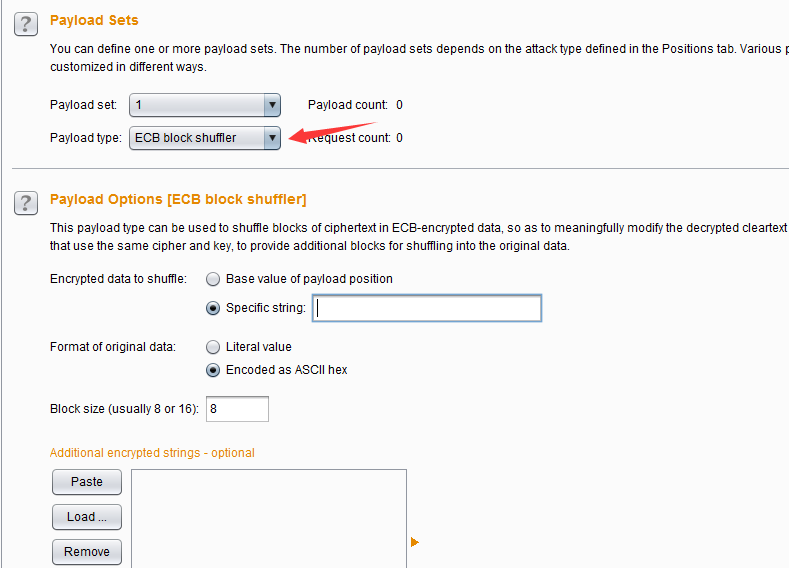 ?
Payload Sets
You can define one or more payload sets. The number of payload sets depends on the attack type defined in the Positions tab. Various
customized in different ways.
Payload set: 1 Payload count: 0
Payload type: ECB block shuffler Request count: 0
?
Payload Options [ECB block shuffler]
This payload type can be used to shuffle blocks of ciphertext in ECB-encrypted data, so as to meaningfully modify the decrypted cleartext
that use the same cipher and key, to provide additional blocks for shuffling into the original data.
Encrypted data to shuffle: Base value of payload position
Specific string:
Format of original data: Literal value
Encoded as ASCII hex
Block size (usually 8 or 16): 8
Additional encrypted strings - optional
Paste
Load ...
Remove